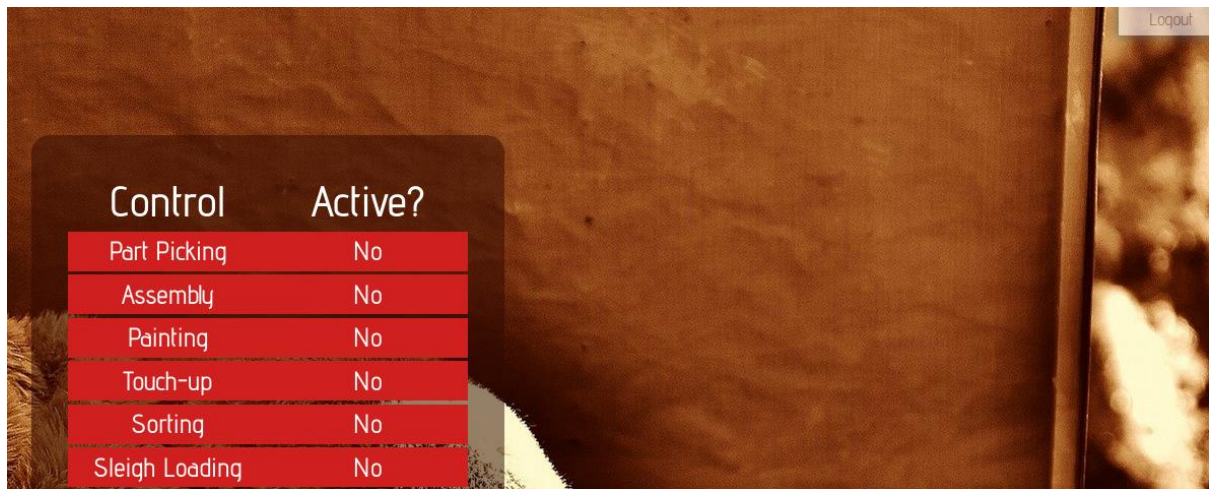 Logout
Control Active?
Part Picking No
Assembly No
Painting No
Touch-up No
Sorting No
Sleigh Loading No